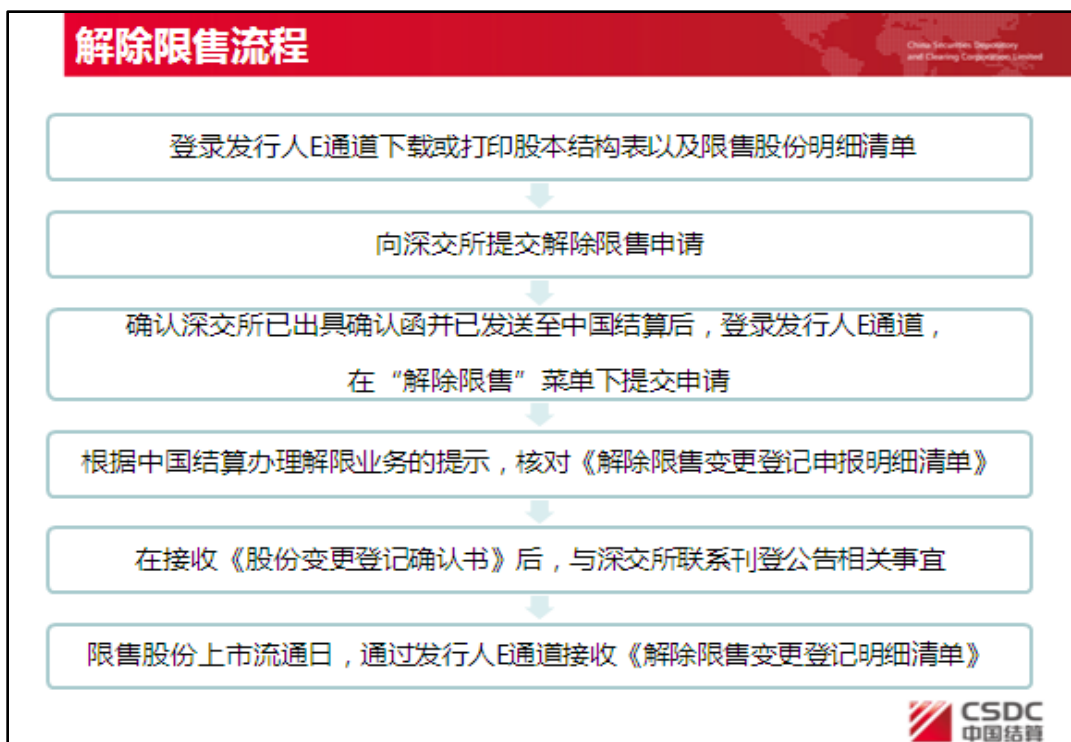 解除限售流程
China Securities Depository
and Clearing Corporation Limited
登录发行人E通道下载或打印股本结构表以及限售股份明细清单
向深交所提交解除限售申请
确认深交所已出具确认函并已发送至中国结算后，登录发行人E通道，
在“解除限售”菜单下提交申请
根据中国结算办理解限业务的提示，核对《解除限售变更登记申报明细清单》
在接收《股份变更登记确认书》后，与深交所联系刊登公告相关事宜
限售股份上市流通日，通过发行人E通道接收《解除限售变更登记明细清单》
CSDC
中国结算